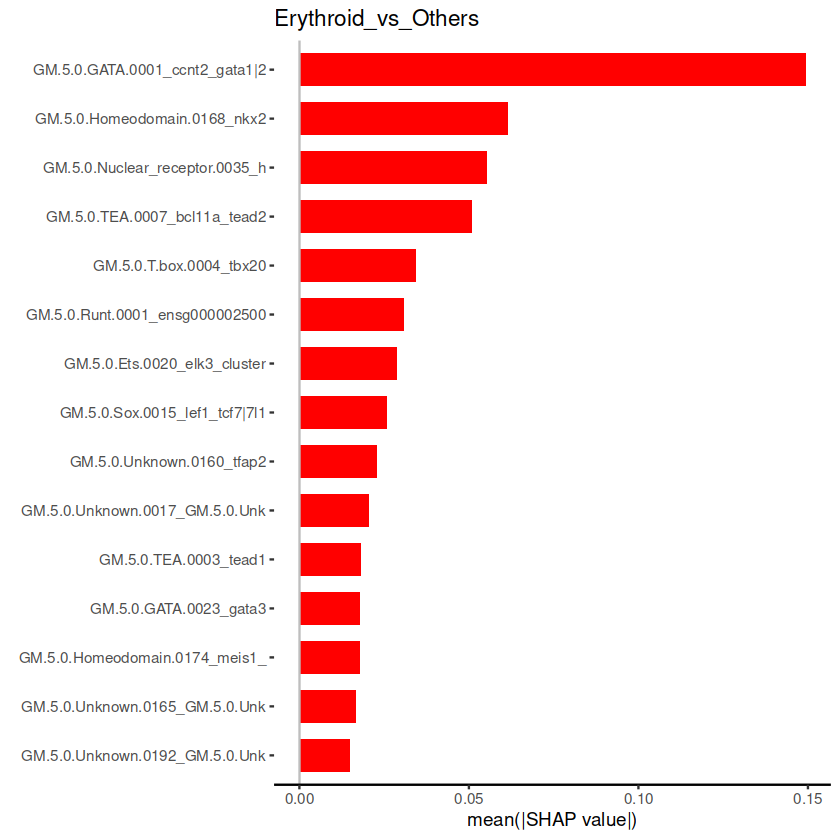 Erythroid_vs_Others
GM.5.0.GATA.0001_ccnt2_gata1|2
GM.5.0.Homeodomain.0168_nkx2
GM.5.0.Nuclear_receptor.0035_h
GM.5.0.TEA.0007_bcl11a_tead2
GM.5.0.T.box.0004_tbx20
GM.5.0.Runt.0001_ensg000002500
GM.5.0.Ets.0020_elk3_cluster
GM.5.0.Sox.0015_lef1_tcf7|7l1
GM.5.0.Unknown.0160_tfap2
GM.5.0.Unknown.0017_GM.5.0.Unk
GM.5.0.TEA.0003_tead1
GM.5.0.GATA.0023_gata3
GM.5.0.Homeodomain.0174_meis1_
GM.5.0.Unknown.0165_GM.5.0.Unk
GM.5.0.Unknown.0192_GM.5.0.Unk
0.00 0.05 0.10 0.15
mean(|SHAP value|)